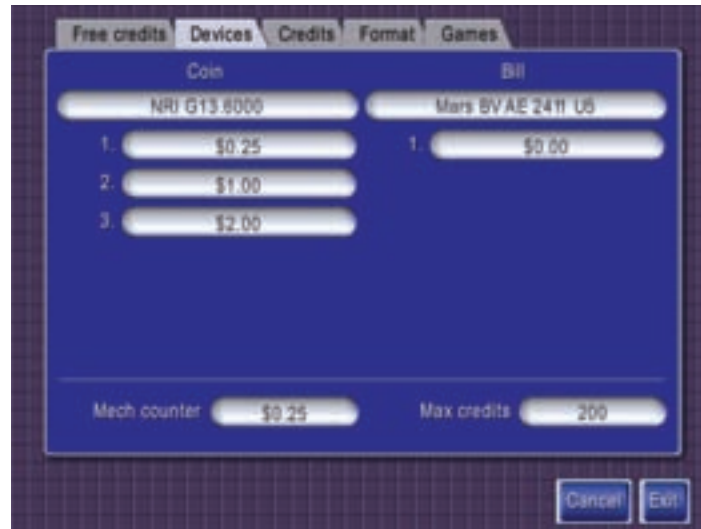 Free credits Devices Credits Format Games
Coin Bill
NRI G13.6000 Mars BV AE 2411 US
1. $0.25 1. $0.00
2. $1.00
3. $2.00
Mech counter $0.25 Max credits 200
Cancel Exit